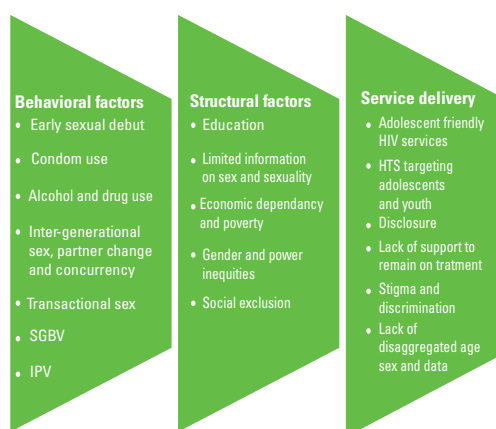 Behavioral factors
• Early sexual debut
• Condom use
• Alcohol and drug use
• Inter-generational
sex, partner change
and concurrency
• Transactional sex
• SGBV
• IPV
Structural factors
• Education
• Limited information
on sex and sexuality
• Economic dependancy
and poverty
• Gender and power
inequities
• Social exclusion
Service delivery
• Adolescent friendly
HIV services
• HTS targeting
adolescents
and youth
• Disclosure
• Lack of support to
remain on tratment
• Stigma and
discrimination
• Lack of
disaggregated age
sex and data